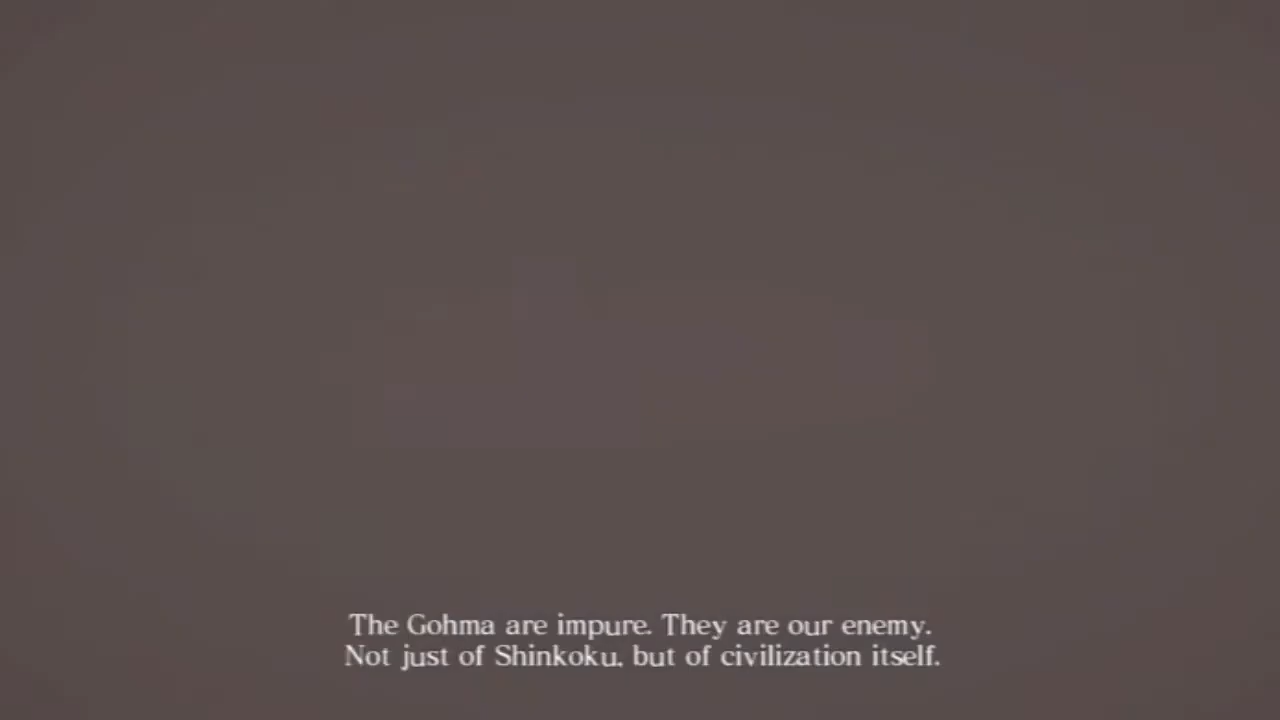 The Gohma are impure. They are our enemy.
Not just of Shinkoku, but of civilization itself.